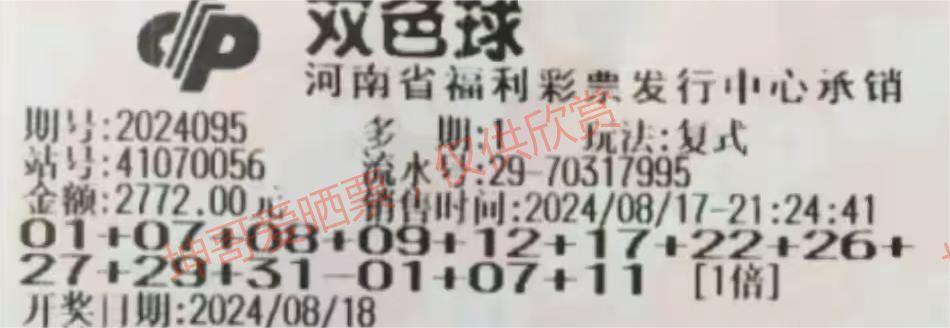 双色球
河南省福利彩票发行中心承销
期号:2024095 多 期:1 玩法:复式
站号:41070056 流水号:29-70317995
金额:2772.00元 销售时间:2024/08/17-21:24:41
01+07+08+09+12+17+22+26+
27+29+31-01+07+11 [1倍]
开奖日期:2024/08/18
坤哥爱晒票，仅供欣赏